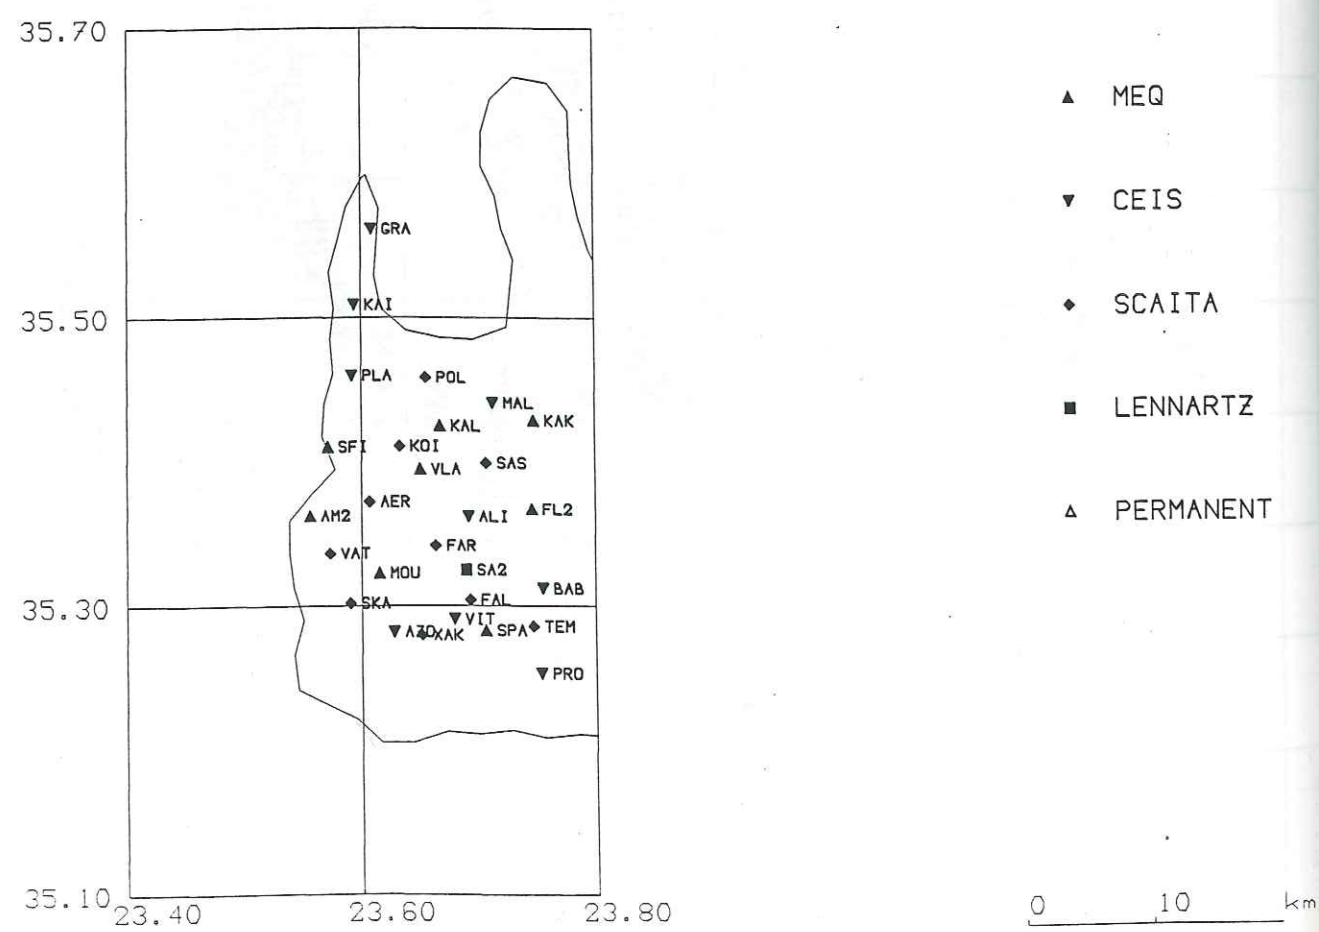 35.70
MEQ
CEIS
GRA
KAI
SCAITA
35.50
PLA
POL
MAL
LENNARTZ
KAL
KAK
SFI
KOI
VLA
SAS
AER
AM2
ALI
FL2
PERMANENT
VAT
FAR
MOU
SA2
BAB
SKA
FAL
35.30
VIT
AZO
XAK
SPA
TEM
PRO
35.10
23.40
23.60
23.80
0 10 km